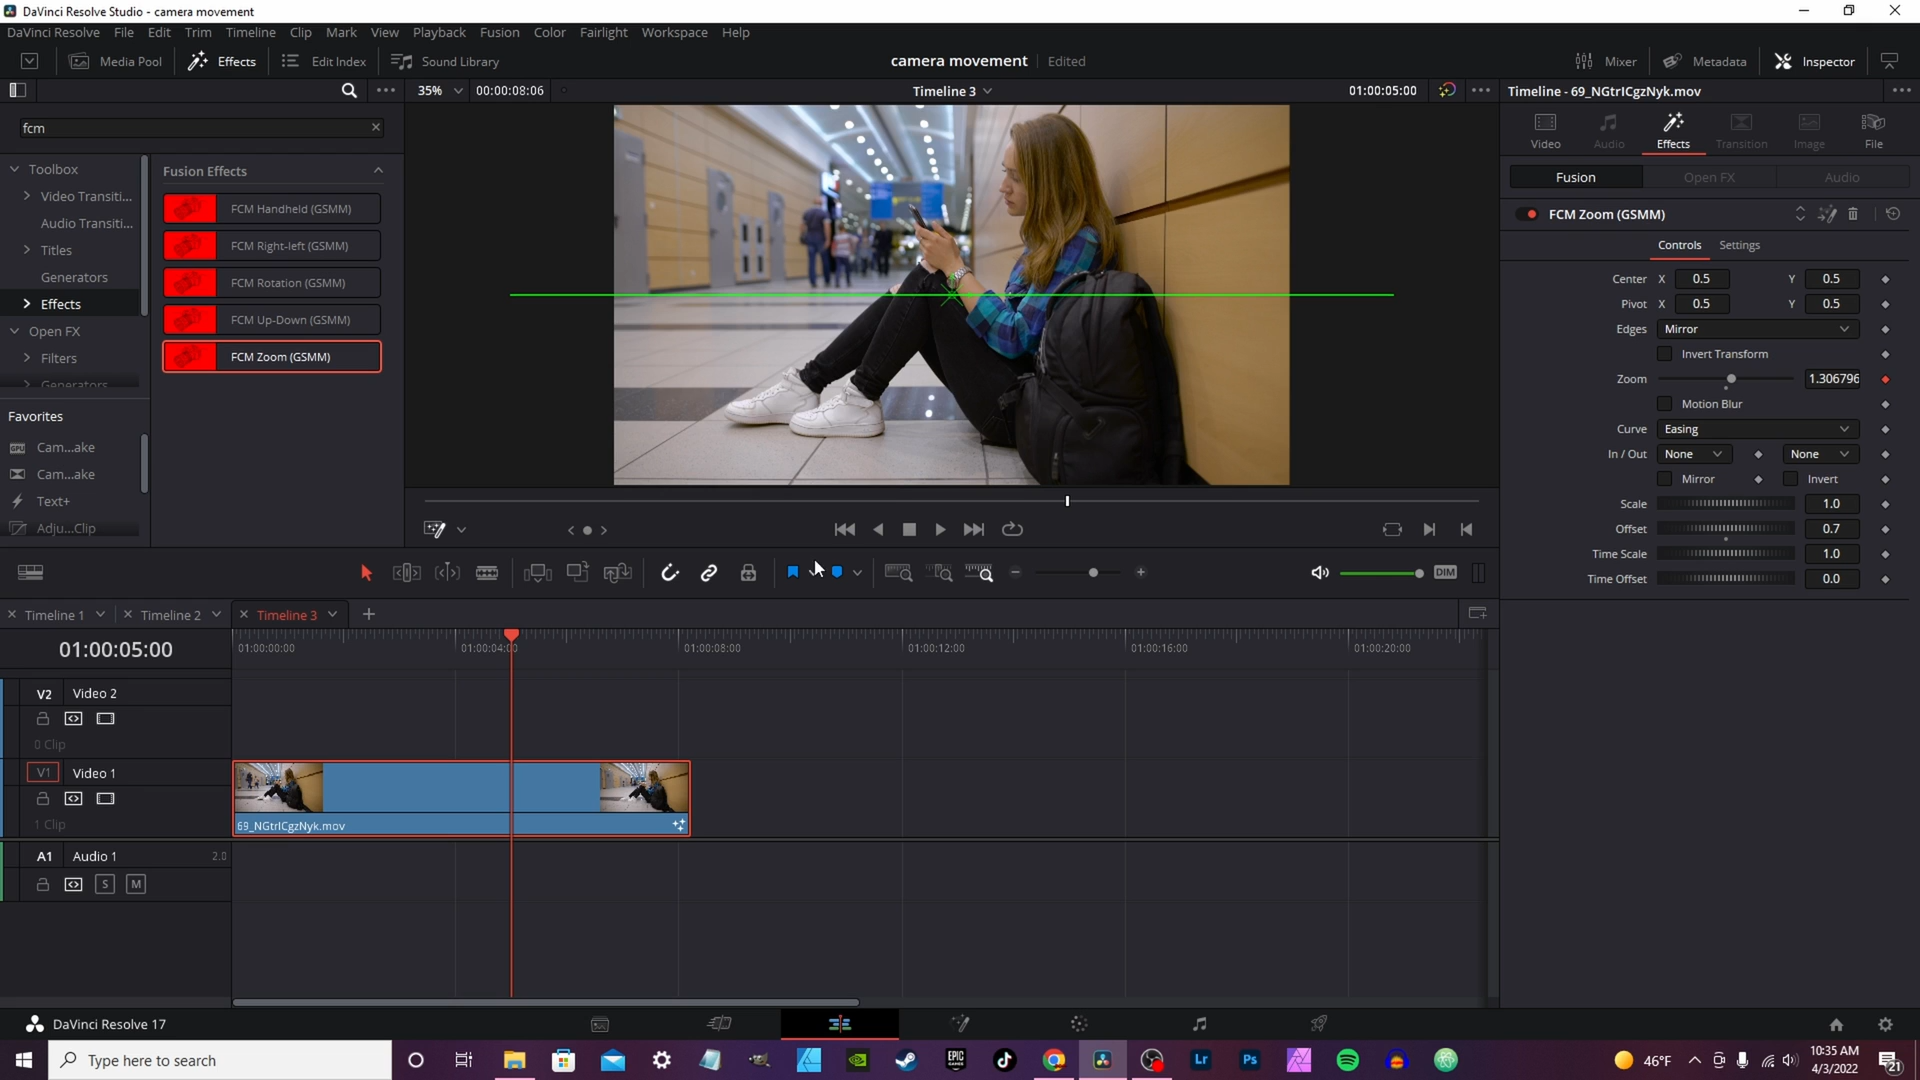 DaVinci Resolve Studio - camera movement
DaVinci Resolve File Edit Trim Timeline Clip Mark View Playback Fusion Color Fairlight Workspace Help
Media Pool Effects Edit Index Sound Library camera movement Edited Mixer Metadata Inspector
35% 00:00:08:06 Timeline 3 01:00:05:00 Timeline - 69_NGtrICgzNyk.mov
fcm
Toolbox
Video Transiti...
Audio Transiti...
Titles
Generators
Effects
Open FX
Filters
Generators
Favorites
Cam...ake
Cam...ake
Text+
Adju...Clip
Fusion Effects
FCM Handheld (GSMM)
FCM Right-left (GSMM)
FCM Rotation (GSMM)
FCM Up-Down (GSMM)
FCM Zoom (GSMM)
Video Audio Effects Transition Image File
Fusion Open FX Audio
FCM Zoom (GSMM)
Controls Settings
Center X 0.5 Y 0.5
Pivot X 0.5 Y 0.5
Edges Mirror
Invert Transform
Zoom 1.306796
Motion Blur
Curve Easing
In / Out None None
Mirror Invert
Scale 1.0
Offset 0.7
Time Scale 1.0
Time Offset 0.0
DIM
Timeline 1 Timeline 2 Timeline 3
01:00:05:00
01:00:00:00 01:00:04:00 01:00:08:00 01:00:12:00 01:00:16:00 01:00:20:00
V2 Video 2
0 Clip
V1 Video 1
1 Clip
69_NGtrICgzNyk.mov
A1 Audio 1 2.0
S M
DaVinci Resolve 17
Type here to search
EPIC GAMES
Lr
Ps
46°F
10:35 AM
4/3/2022
21